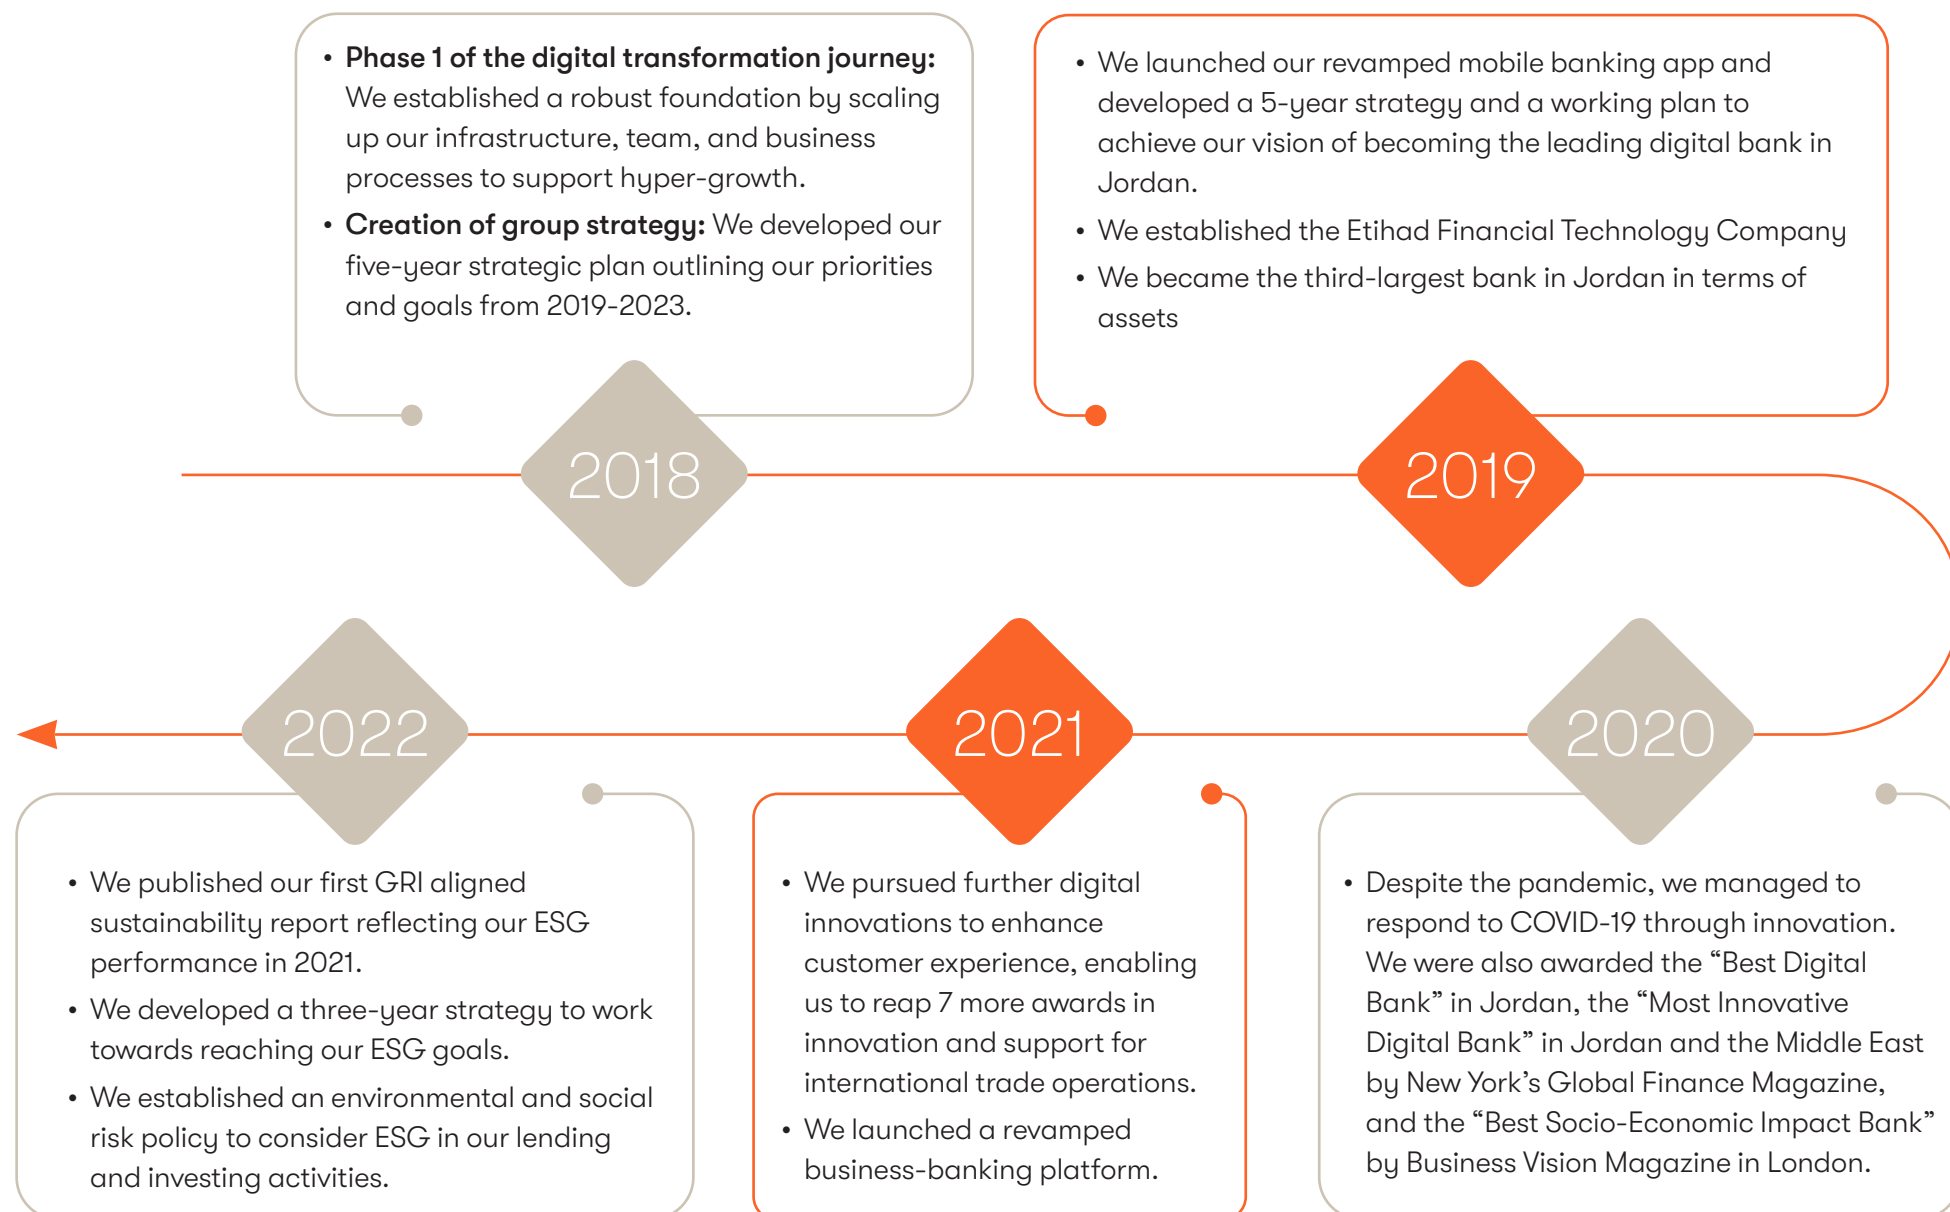 • Phase 1 of the digital transformation journey:
We established a robust foundation by scaling
up our infrastructure, team, and business
processes to support hyper-growth.
• Creation of group strategy: We developed our
five-year strategic plan outlining our priorities
and goals from 2019-2023.
2018
• We launched our revamped mobile banking app and
developed a 5-year strategy and a working plan to
achieve our vision of becoming the leading digital bank in
Jordan.
• We established the Etihad Financial Technology Company
• We became the third-largest bank in Jordan in terms of
assets
2019
2020
• Despite the pandemic, we managed to
respond to COVID-19 through innovation.
We were also awarded the “Best Digital
Bank” in Jordan, the “Most Innovative
Digital Bank” in Jordan and the Middle East
by New York’s Global Finance Magazine,
and the “Best Socio-Economic Impact Bank”
by Business Vision Magazine in London.
2021
• We pursued further digital
innovations to enhance
customer experience, enabling
us to reap 7 more awards in
innovation and support for
international trade operations.
• We launched a revamped
business-banking platform.
2022
• We published our first GRI aligned
sustainability report reflecting our ESG
performance in 2021.
• We developed a three-year strategy to work
towards reaching our ESG goals.
• We established an environmental and social
risk policy to consider ESG in our lending
and investing activities.